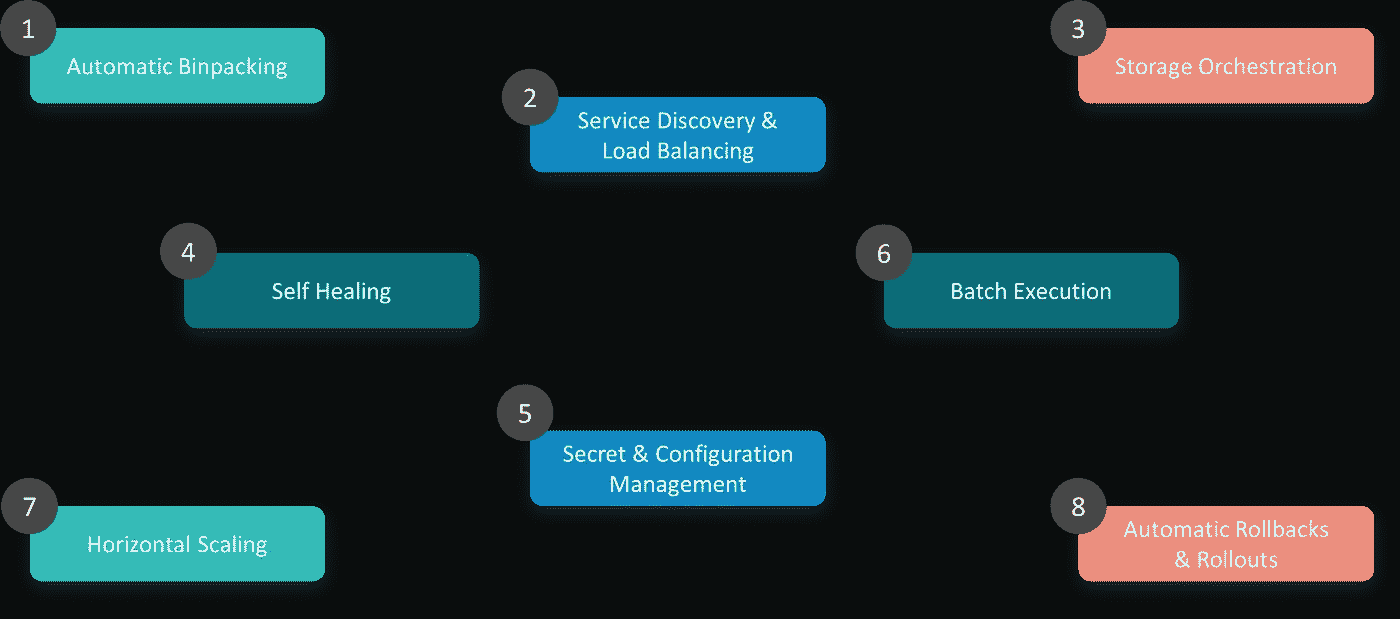 1
Automatic Binpacking
2
Service Discovery &
Load Balancing
3
Storage Orchestration
4
Self Healing
5
Secret & Configuration
Management
6
Batch Execution
7
Horizontal Scaling
8
Automatic Rollbacks
& Rollouts